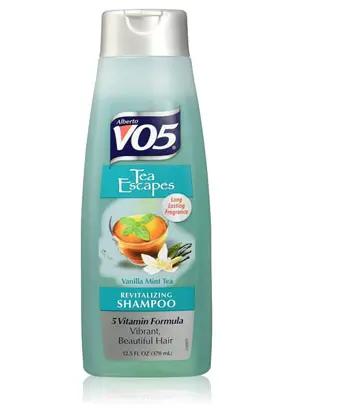 Alberto
VO5
Tea
Escapes
Long
Lasting
Fragrance
Vanilla Mint Tea
REVITALIZING
SHAMPOO
5 Vitamin Formula
Vibrant,
Beautiful Hair
12.5 FL OZ (370 mL)